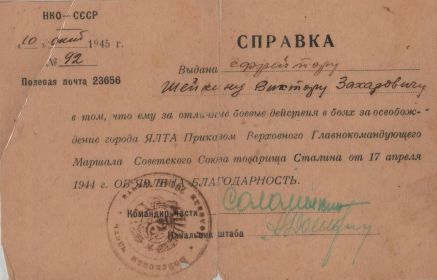 НКО—СССР
10 окт 1945 г.
№ 92
Полевая почта 23656
СПРАВКА
Выдана ефрейтору
Шейкину Виктору Захаровичу
в том, что ему за отличные боевые действия в боях за освобож-
дение города ЯЛТА Приказом Верховного Главнокомандующего
Маршала Советского Союза товарища Сталина от 17 апреля
1944 г. ОБ'ЯВЛЕНА БЛАГОДАРНОСТЬ.
Командир части
Начальник штаба